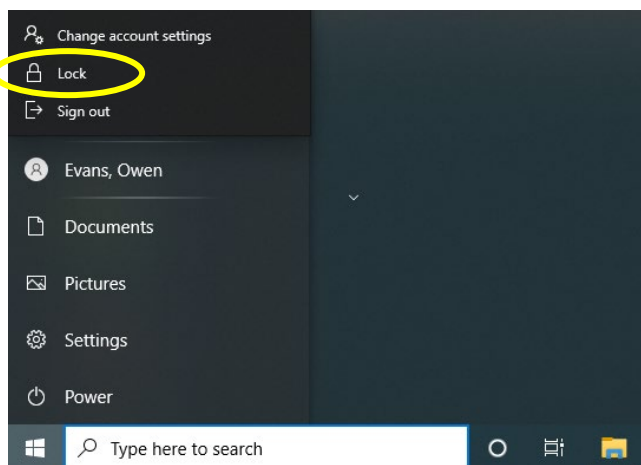 Change account settings
Lock
Sign out
Evans, Owen
Documents
Pictures
Settings
Power
Type here to search